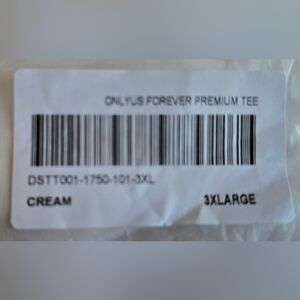 ONLYUS FOREVER PREMIUM TEE
DSTT001-1750-101-3XL
CREAM 3XLARGE